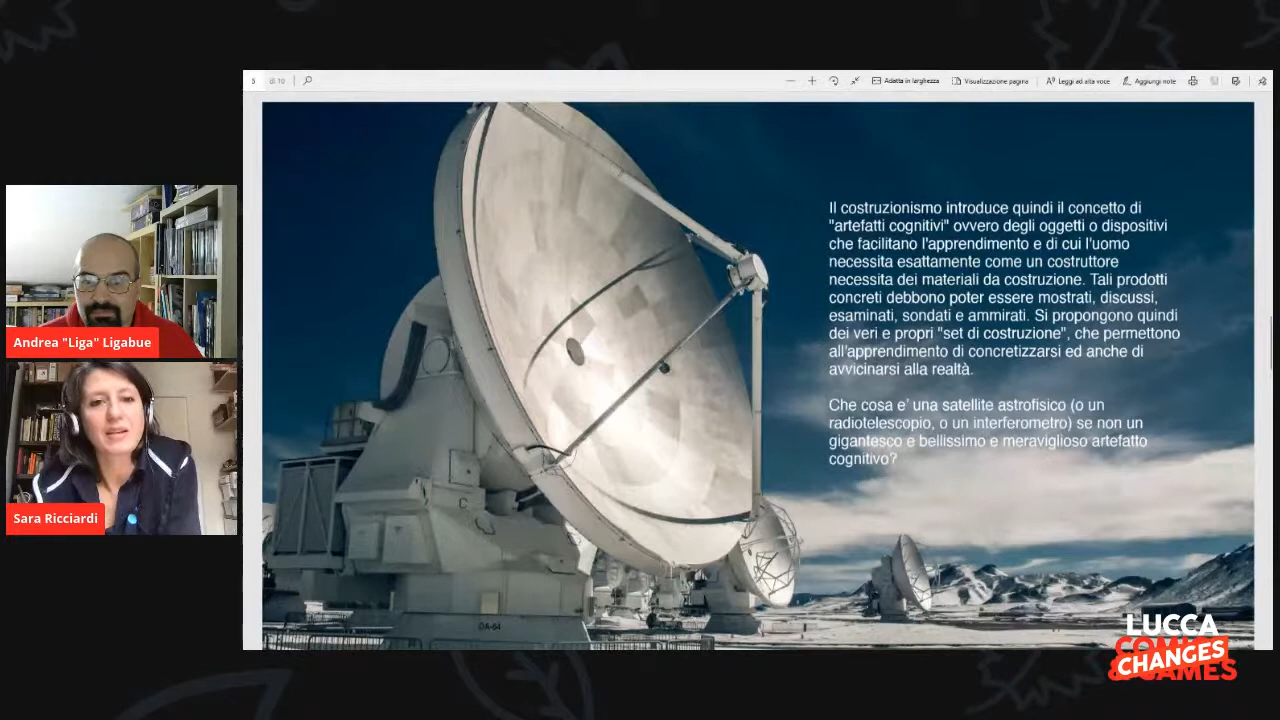 5 di 10
Adatta in larghezza
Visualizzazione pagina
Leggi ad alta voce
Aggiungi note
Il costruzionismo introduce quindi il concetto di
"artefatti cognitivi" ovvero degli oggetti o dispositivi
che facilitano l'apprendimento e di cui l'uomo
necessita esattamente come un costruttore
necessita dei materiali da costruzione. Tali prodotti
concreti debbono poter essere mostrati, discussi,
esaminati, sondati e ammirati. Si propongono quindi
dei veri e propri "set di costruzione", che permettono
all'apprendimento di concretizzarsi ed anche di
avvicinarsi alla realtà.
Che cosa e' una satellite astrofisico (o un
radiotelescopio, o un interferometro) se non un
gigantesco e bellissimo e meraviglioso artefatto
cognitivo?
Andrea "Liga" Ligabue
Sara Ricciardi
DA-64
LUCCA
COMICS
CHANGES
& GAMES